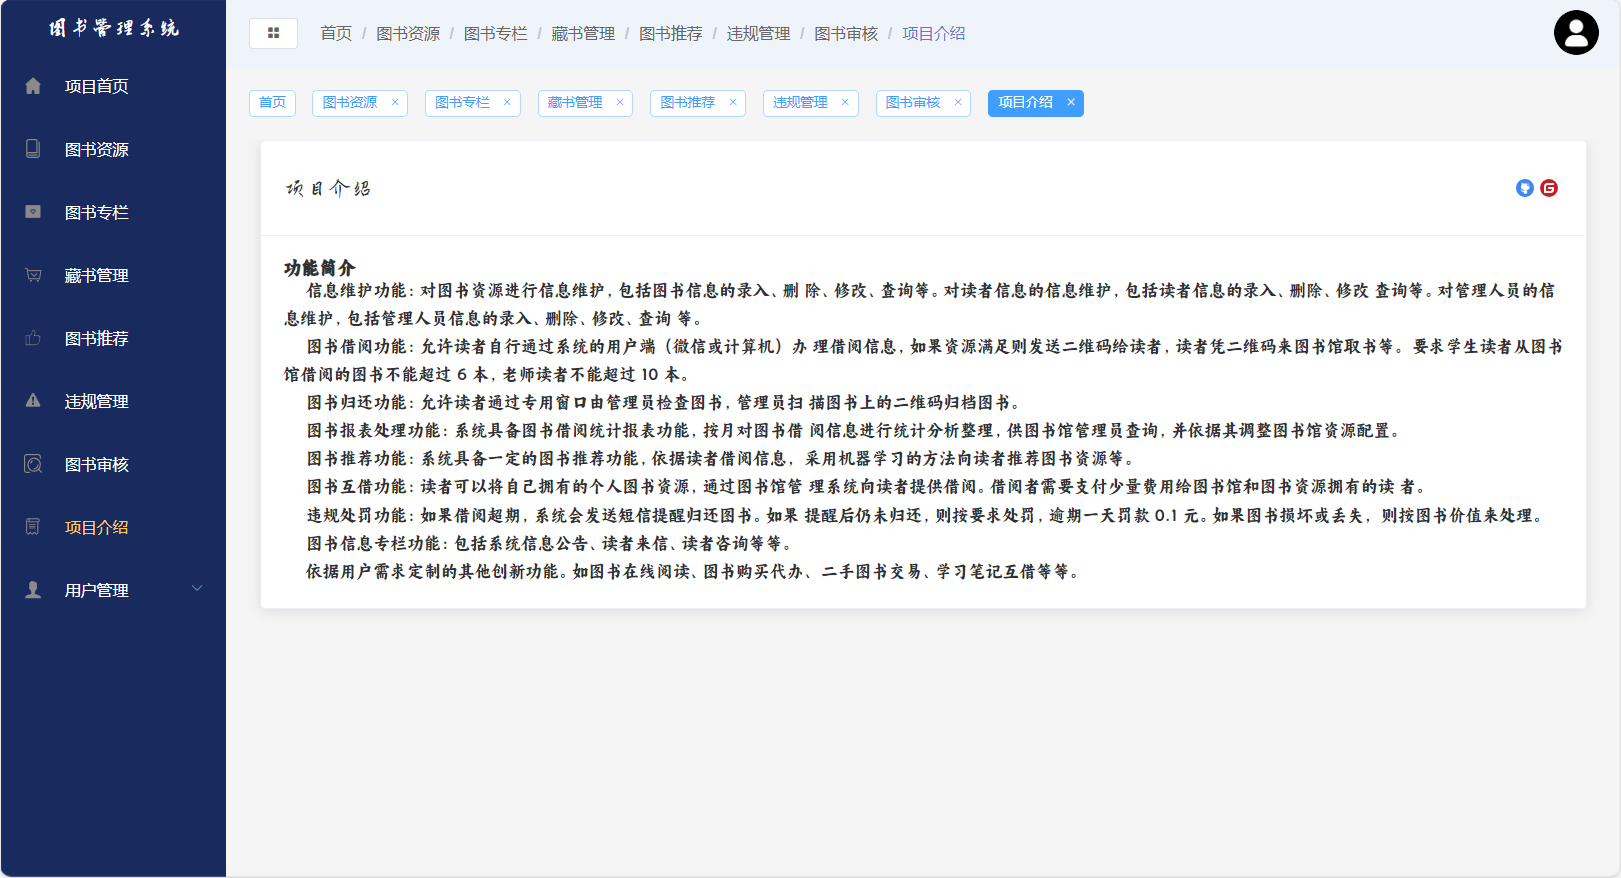 图书管理系统
项目首页
图书资源
图书专栏
藏书管理
图书推荐
违规管理
图书审核
项目介绍
用户管理
首页 / 图书资源 / 图书专栏 / 藏书管理 / 图书推荐 / 违规管理 / 图书审核 / 项目介绍
首页 图书资源 × 图书专栏 × 藏书管理 × 图书推荐 × 违规管理 × 图书审核 × 项目介绍 ×
项目介绍
功能简介
信息维护功能：对图书资源进行信息维护，包括图书信息的录入、删 除、修改、查询等。对读者信息的信息维护，包括读者信息的录入、删除、修改 查询等。对管理人员的信
息维护，包括管理人员信息的录入、删除、修改、查询 等。
图书借阅功能：允许读者自行通过系统的用户端（微信或计算机）办 理借阅信息，如果资源满足则发送二维码给读者，读者凭二维码来图书馆取书等。 要求学生读者从图书
馆借阅的图书不能超过 6 本，老师读者不能超过 10 本。
图书归还功能：允许读者通过专用窗口由管理员检查图书，管理员扫 描图书上的二维码归档图书。
图书报表处理功能：系统具备图书借阅统计报表功能，按月对图书借 阅信息进行统计分析整理，供图书馆管理员查询，并依据其调整图书馆资源配置。
图书推荐功能：系统具备一定的图书推荐功能，依据读者借阅信息， 采用机器学习的方法向读者推荐图书资源等。
图书互借功能：读者可以将自己拥有的个人图书资源，通过图书馆管 理系统向读者提供借阅。借阅者需要支付少量费用给图书馆和图书资源拥有的读 者。
违规处罚功能：如果借阅超期，系统会发送短信提醒归还图书。如果 提醒后仍未归还，则按要求处罚，逾期一天罚款 0.1 元。如果图书损坏或丢失， 则按图书价值来处理。
图书信息专栏功能：包括系统信息公告、读者来信、读者咨询等等。
依据用户需求定制的其他创新功能。如图书在线阅读、图书购买代办、 二手图书交易、学习笔记互借等等。